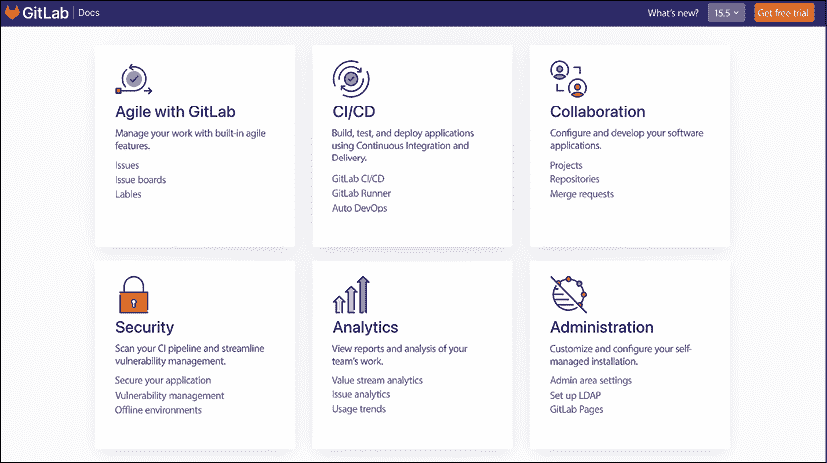 GitLab Docs What's new? 15.5 Get free trial
Agile with GitLab
Manage your work with built-in agile
features.
Issues
Issue boards
Lables
CI/CD
Build, test, and deploy applications
using Continuous Integration and
Delivery.
GitLab CI/CD
GitLab Runner
Auto DevOps
Collaboration
Configure and develop your software
applications.
Projects
Repositories
Merge requests
Security
Scan your CI pipeline and streamline
vulnerability management.
Secure your application
Vulnerability management
Offline environments
Analytics
View reports and analysis of your
team's work.
Value stream analytics
Issue analytics
Usage trends
Administration
Customize and configure your self-
managed installation.
Admin area settings
Set up LDAP
GitLab Pages